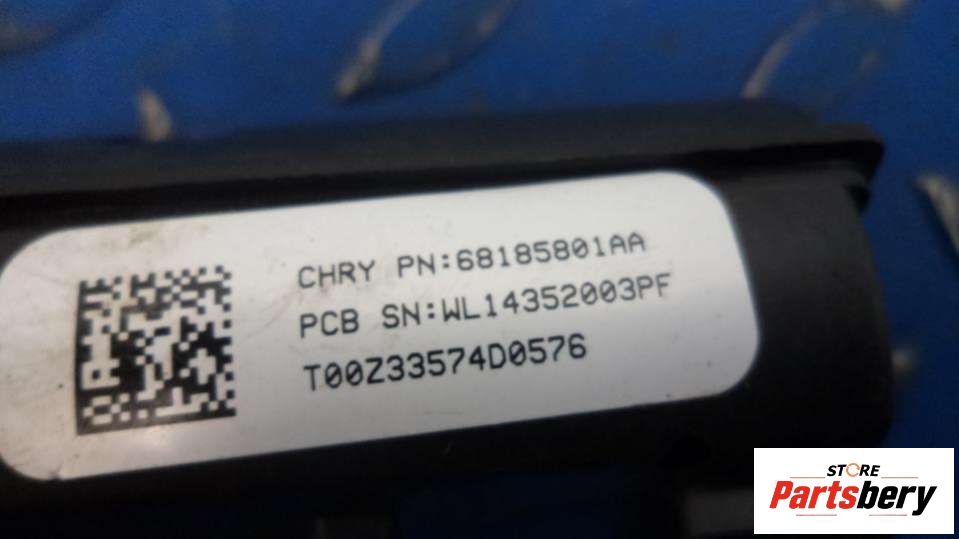 CHRY PN:68185801AA
PCB SN:WL14352003PF
T00Z33574D0576
STORE
Partsbery